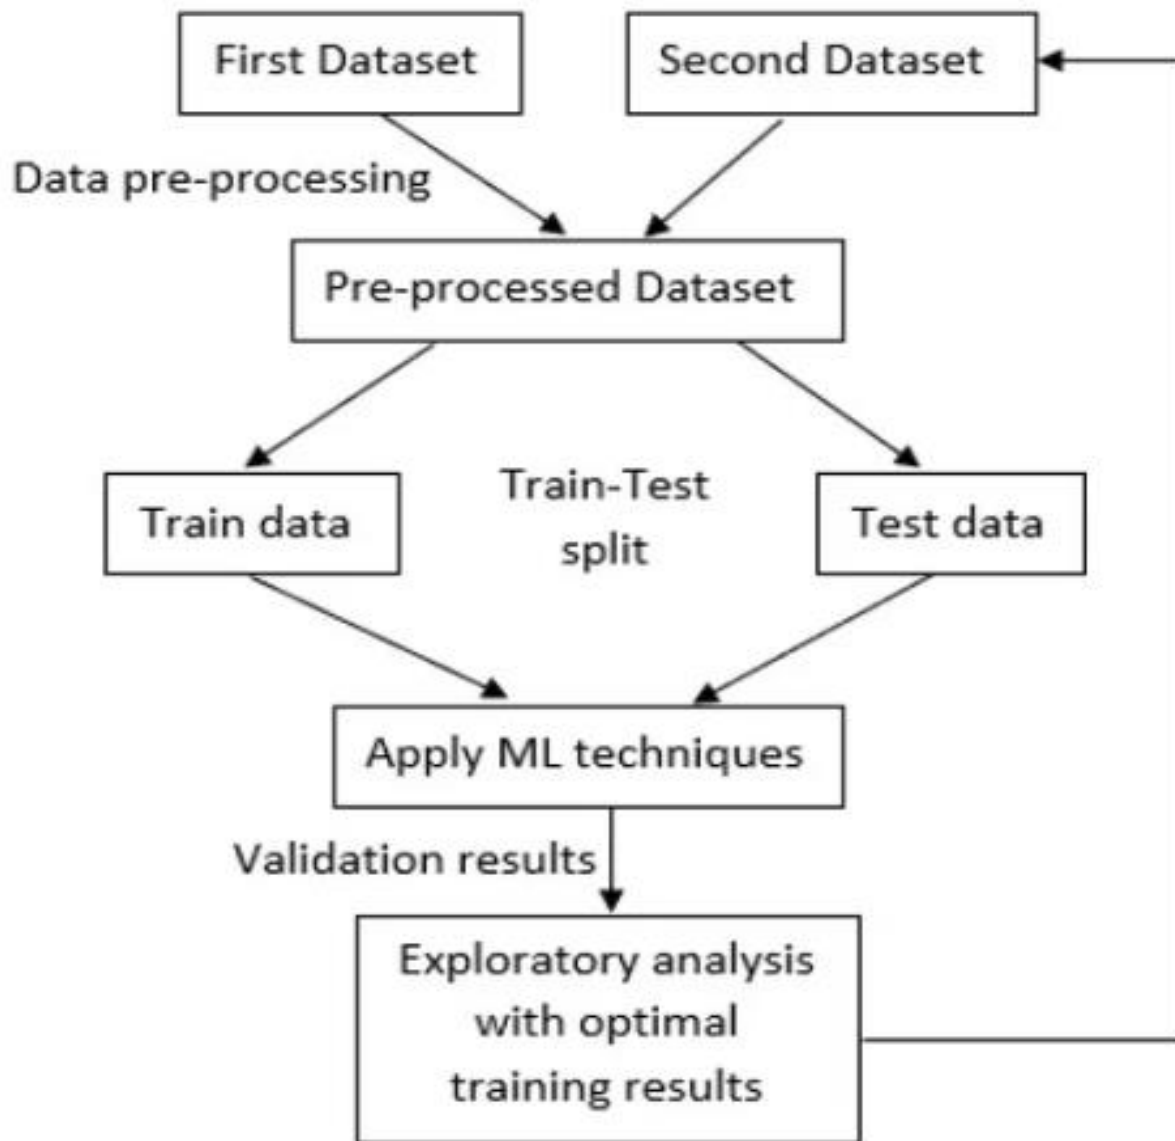 First Dataset
Second Dataset
Data pre-processing
Pre-processed Dataset
Train data
Train-Test
split
Test data
Apply ML techniques
Validation results
Exploratory analysis
with optimal
training results